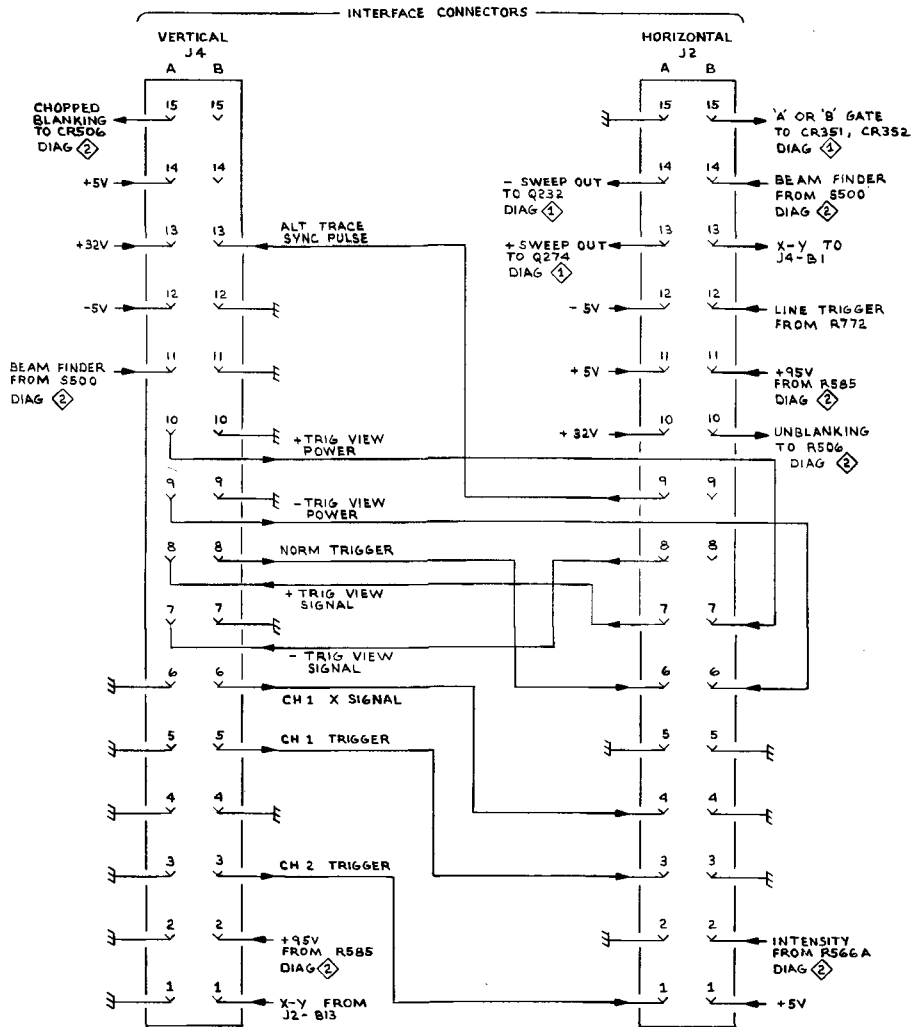 INTERFACE CONNECTORS
VERTICAL
J4
A B
HORIZONTAL
J2
A B
15 15
CHOPPED
BLANKING
TO CR506
DIAG 2
14 14
+5V
13 13
+32V
ALT TRACE
SYNC PULSE
12 12
-5V
11 11
BEAM FINDER
FROM S500
DIAG 2
10 10
+TRIG VIEW
POWER
9 9
-TRIG VIEW
POWER
8 8
NORM TRIGGER
+ TRIG VIEW
SIGNAL
7 7
- TRIG VIEW
SIGNAL
6 6
CH 1 X SIGNAL
5 5
CH 1 TRIGGER
4 4
3 3
CH 2 TRIGGER
2 2
+95V
FROM R585
DIAG 2
1 1
X-Y FROM
J2-B13
15 15
'A' OR 'B' GATE
TO CR351, CR352
DIAG 1
14 14
- SWEEP OUT
TO Q232
DIAG 1
BEAM FINDER
FROM S500
DIAG 2
13 13
+ SWEEP OUT
TO Q274
DIAG 1
X-Y TO
J4-B1
12 12
- 5V
LINE TRIGGER
FROM R772
11 11
+ 5V
+95V
FROM R585
DIAG 2
10 10
+ 32V
UNBLANKING
TO R506
DIAG 2
9 9
8 8
7 7
6 6
5 5
4 4
3 3
2 2
INTENSITY
FROM R566A
DIAG 2
1 1
+5V